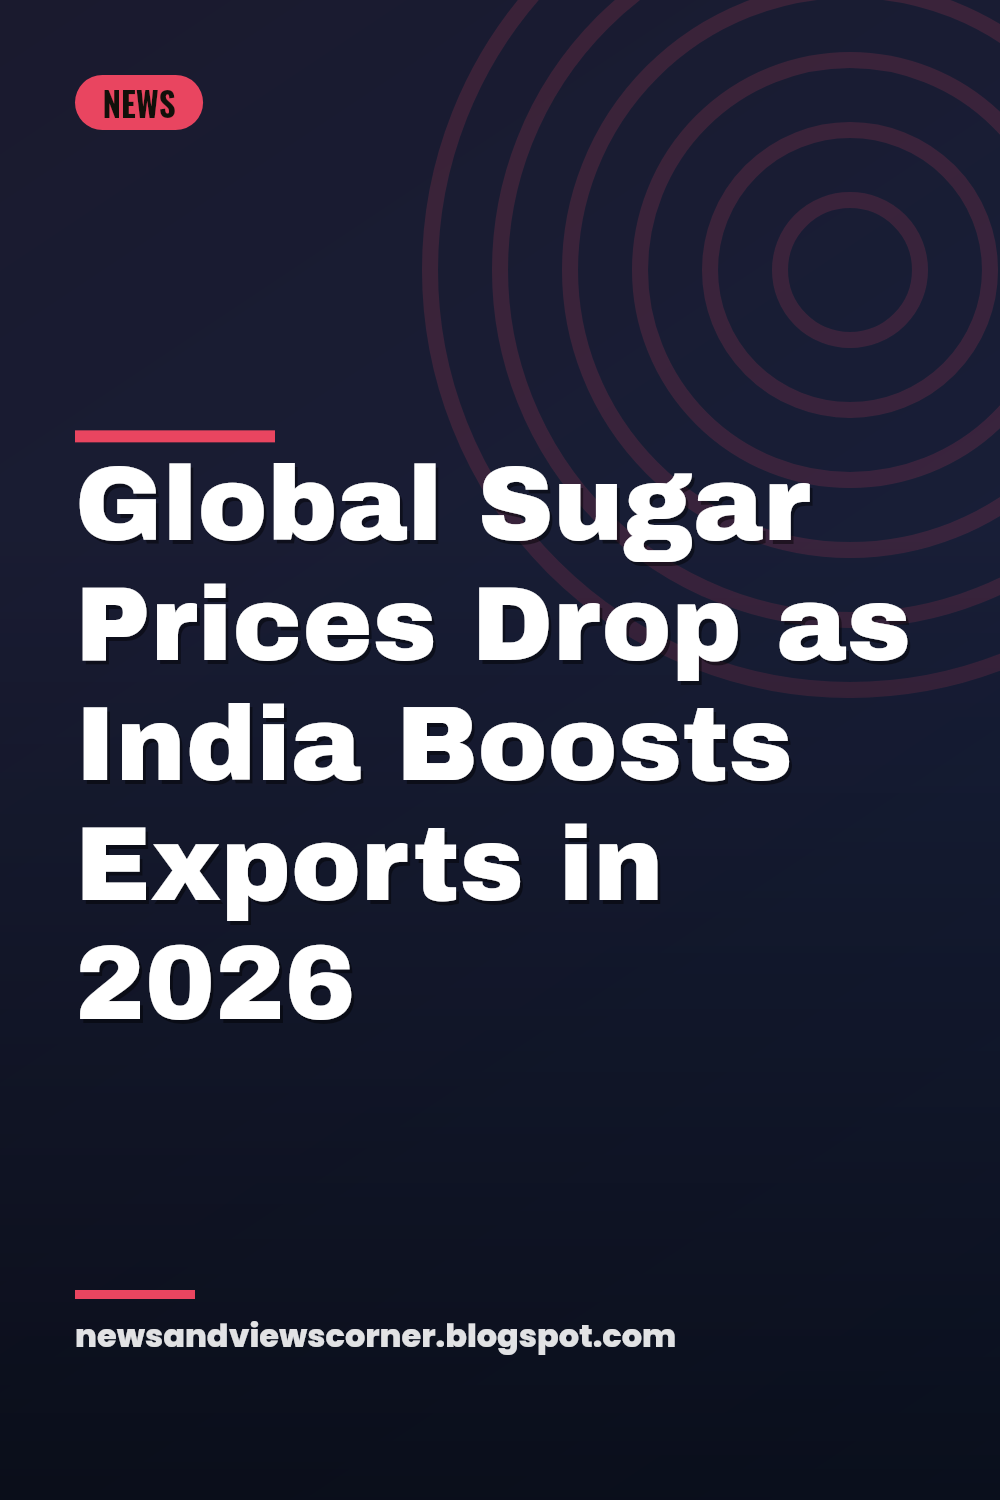 NEWS
Global Sugar
Prices Drop as
India Boosts
Exports in
2026
newsandviewscorner.blogspot.com